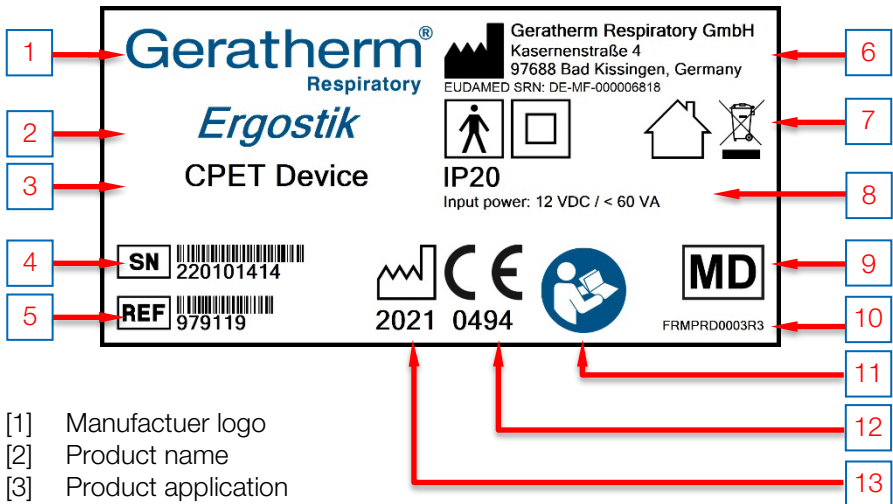 1
Geratherm®
Respiratory
2
Ergostik
3
CPET Device
4
SN 220101414
5
REF 979119
Geratherm Respiratory GmbH
Kasernenstraße 4
97688 Bad Kissingen, Germany
EUDAMED SRN: DE-MF-000006818
6
7
IP20
Input power: 12 VDC / < 60 VA
8
2021
CE
0494
MD
9
FRMPRD0003R3
10
11
12
13
[1] Manufactuer logo
[2] Product name
[3] Product application